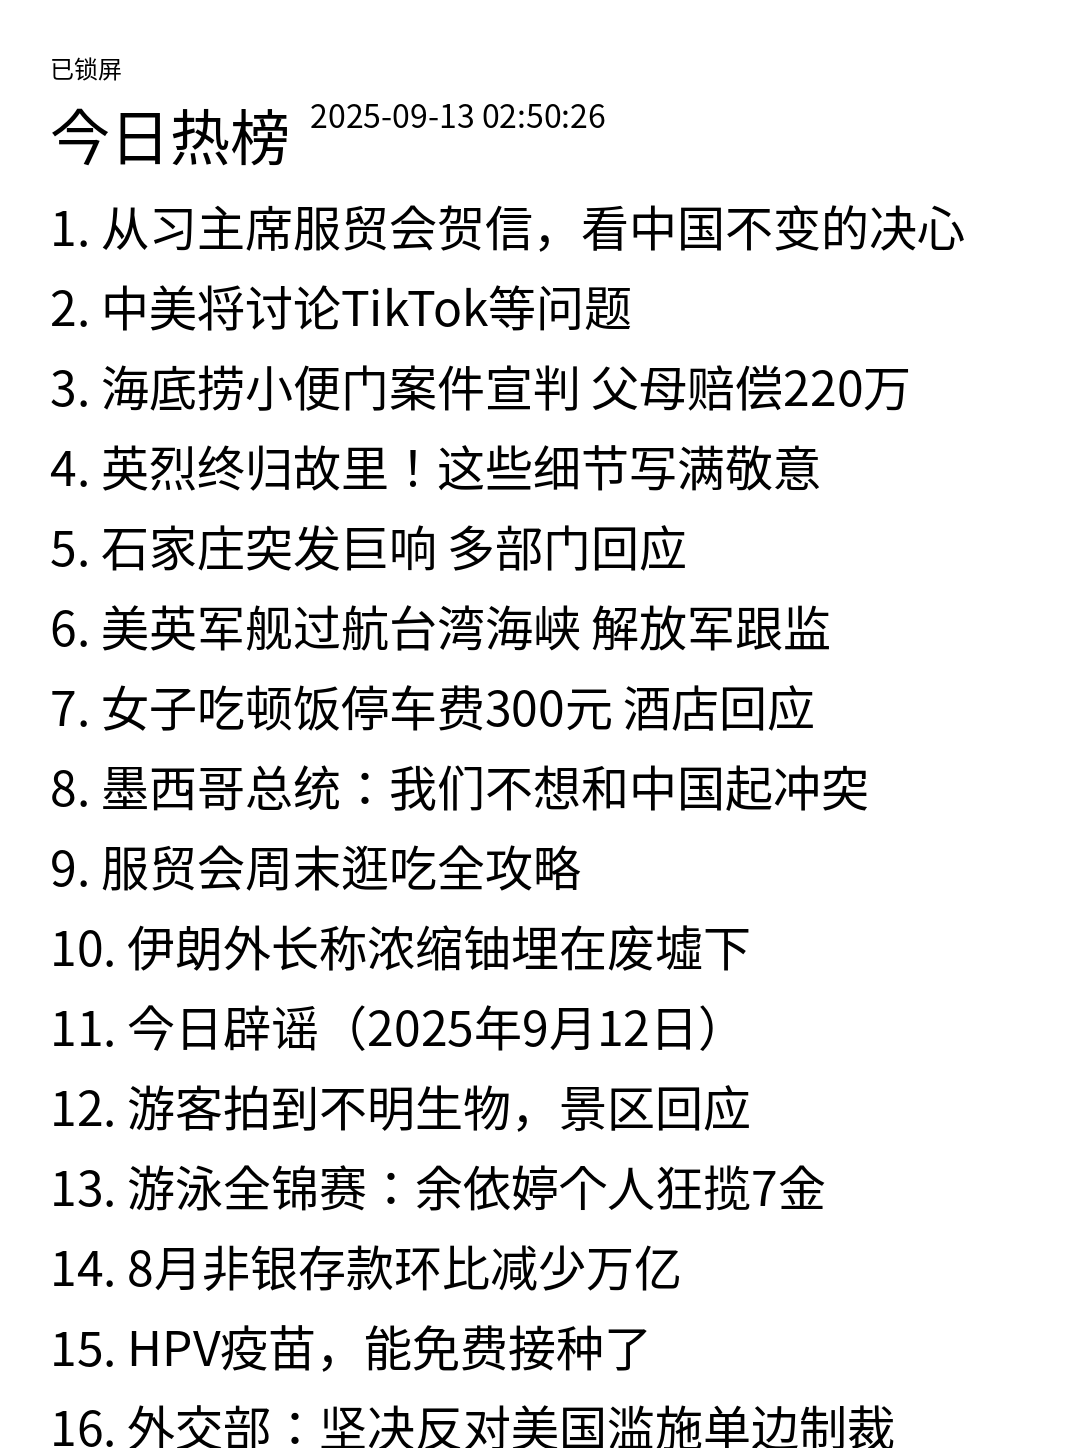 已锁屏
今日热榜 2025-09-13 02:50:26
1. 从习主席服贸会贺信，看中国不变的决心
2. 中美将讨论TikTok等问题
3. 海底捞小便门案件宣判 父母赔偿220万
4. 英烈终归故里！这些细节写满敬意
5. 石家庄突发巨响 多部门回应
6. 美英军舰过航台湾海峡 解放军跟监
7. 女子吃顿饭停车费300元 酒店回应
8. 墨西哥总统：我们不想和中国起冲突
9. 服贸会周末逛吃全攻略
10. 伊朗外长称浓缩铀埋在废墟下
11. 今日辟谣（2025年9月12日）
12. 游客拍到不明生物，景区回应
13. 游泳全锦赛：余依婷个人狂揽7金
14. 8月非银存款环比减少万亿
15. HPV疫苗，能免费接种了
16. 外交部：坚决反对美国滥施单边制裁